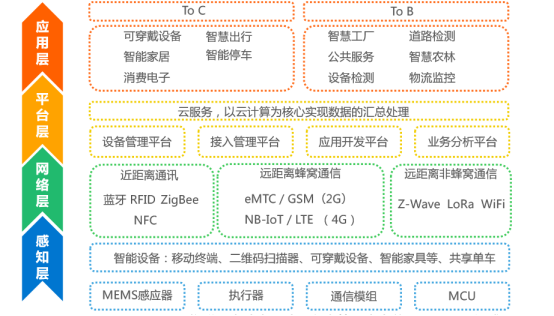 应用层
To C
To B
可穿戴设备 智慧出行
智能家居 智能停车
消费电子
智慧工厂 道路检测
公共服务 智慧农林
设备检测 物流监控
平台层
云服务，以云计算为核心实现数据的汇总处理
设备管理平台
接入管理平台
应用开发平台
业务分析平台
网络层
近距离通讯
蓝牙 RFID ZigBee
NFC
远距离蜂窝通信
eMTC / GSM（2G）
NB-IoT / LTE （ 4G ）
远距离非蜂窝通信
Z-Wave LoRa WiFi
感知层
智能设备：移动终端、二维码扫描器、可穿戴设备、智能家具等、共享单车
MEMS感应器
执行器
通信模组
MCU